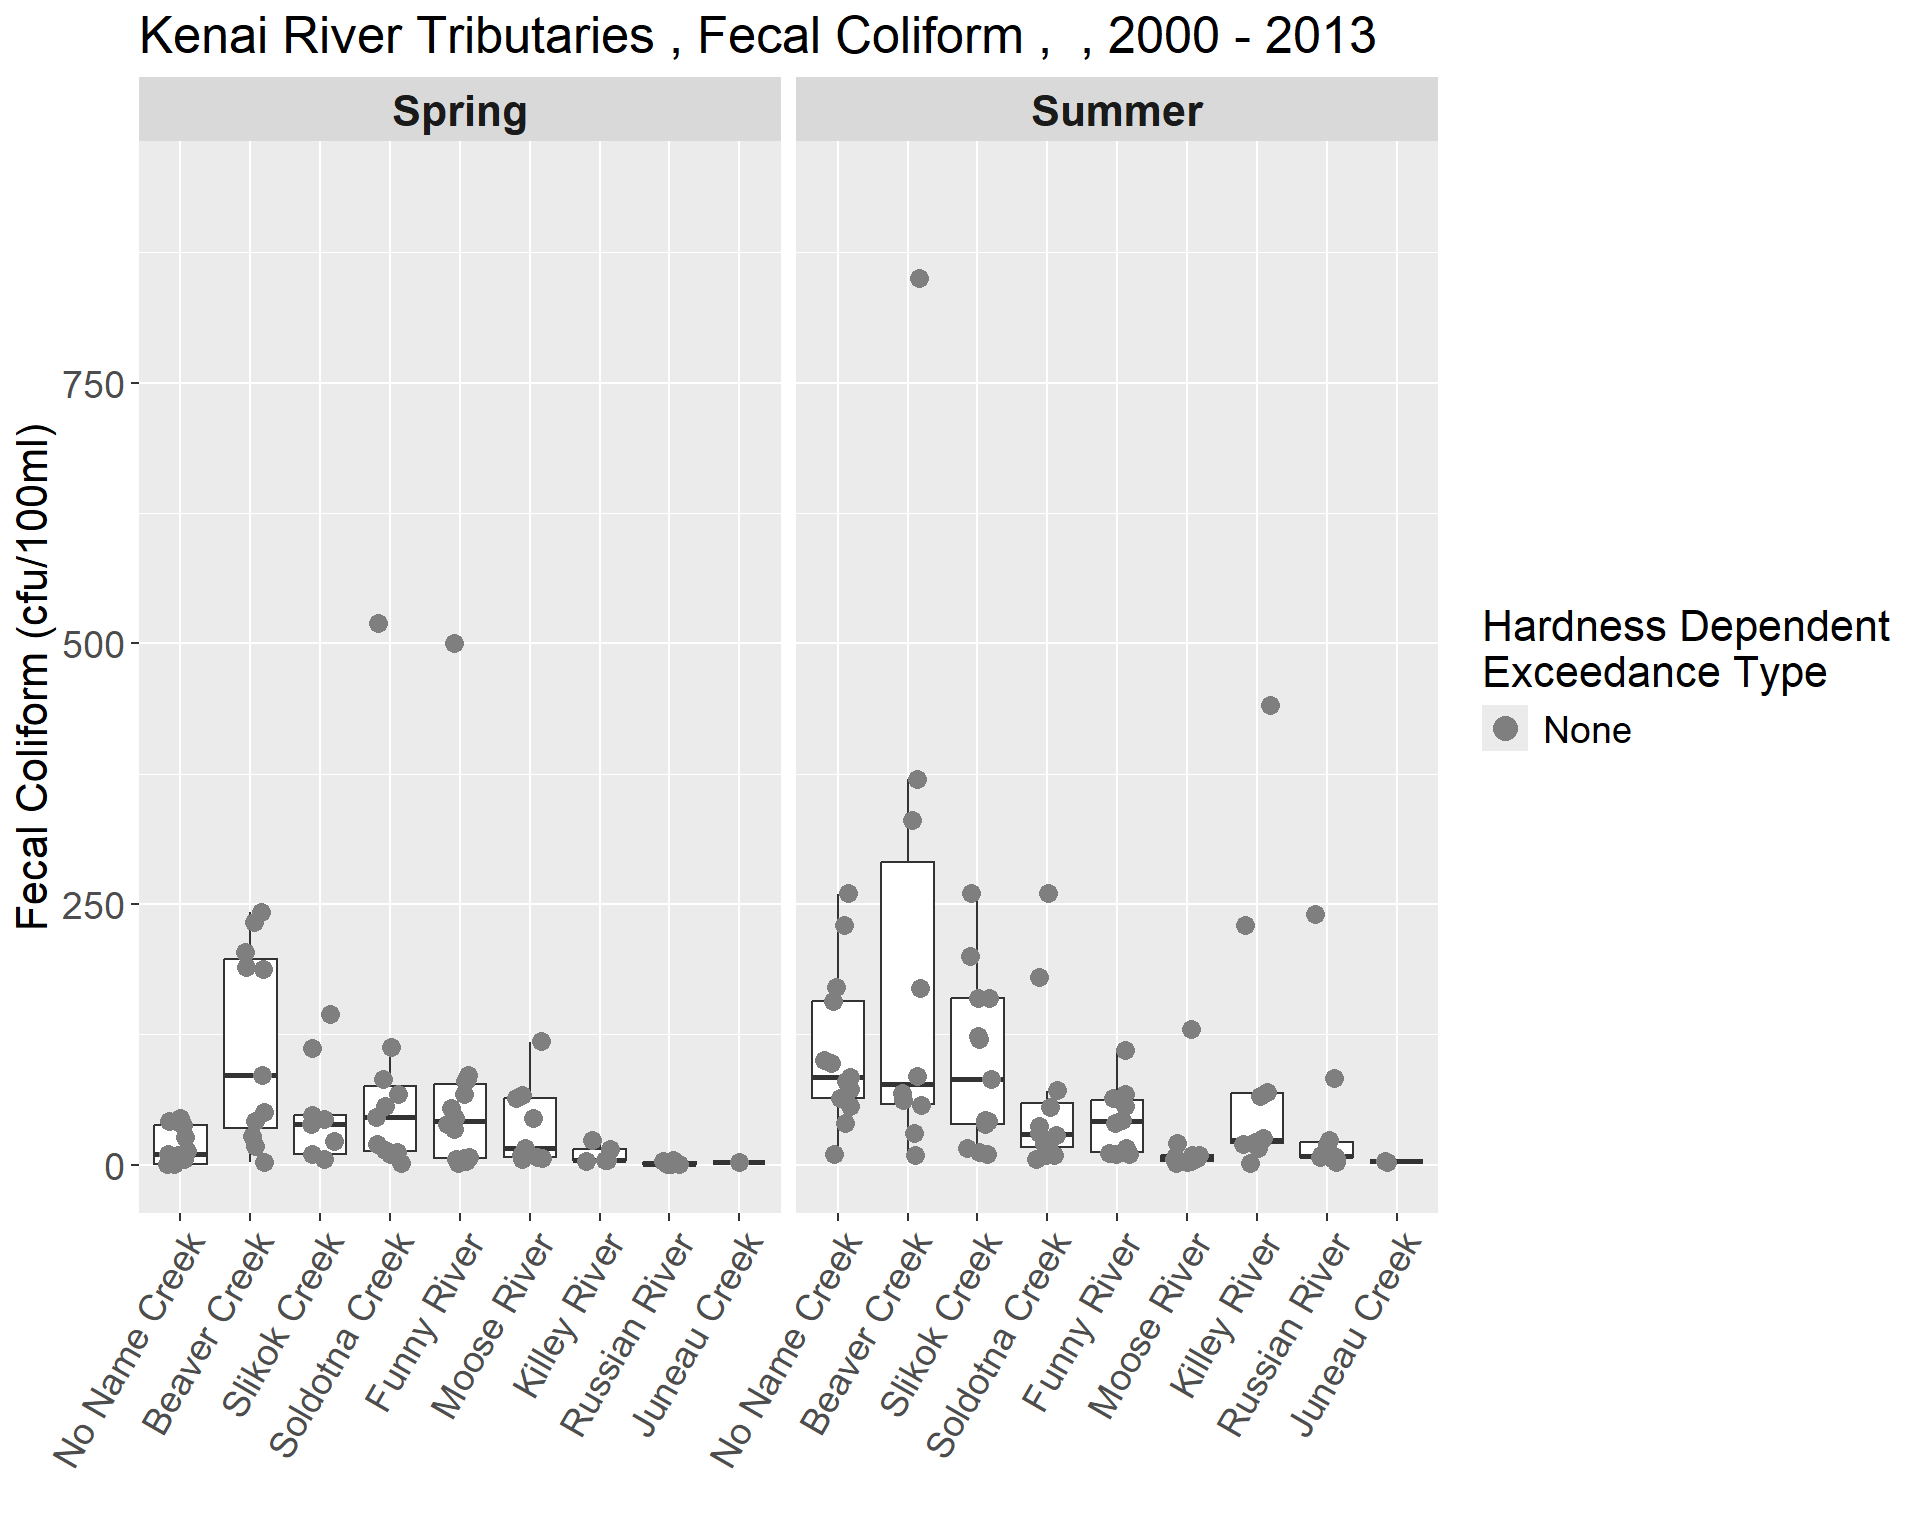 Kenai River Tributaries , Fecal Coliform ,  , 2000 - 2013
Spring
Summer
Fecal Coliform (cfu/100ml)
750
500
250
0
No Name Creek
Beaver Creek
Slikok Creek
Soldotna Creek
Funny River
Moose River
Killey River
Russian River
Juneau Creek
No Name Creek
Beaver Creek
Slikok Creek
Soldotna Creek
Funny River
Moose River
Killey River
Russian River
Juneau Creek
Hardness Dependent
Exceedance Type
None